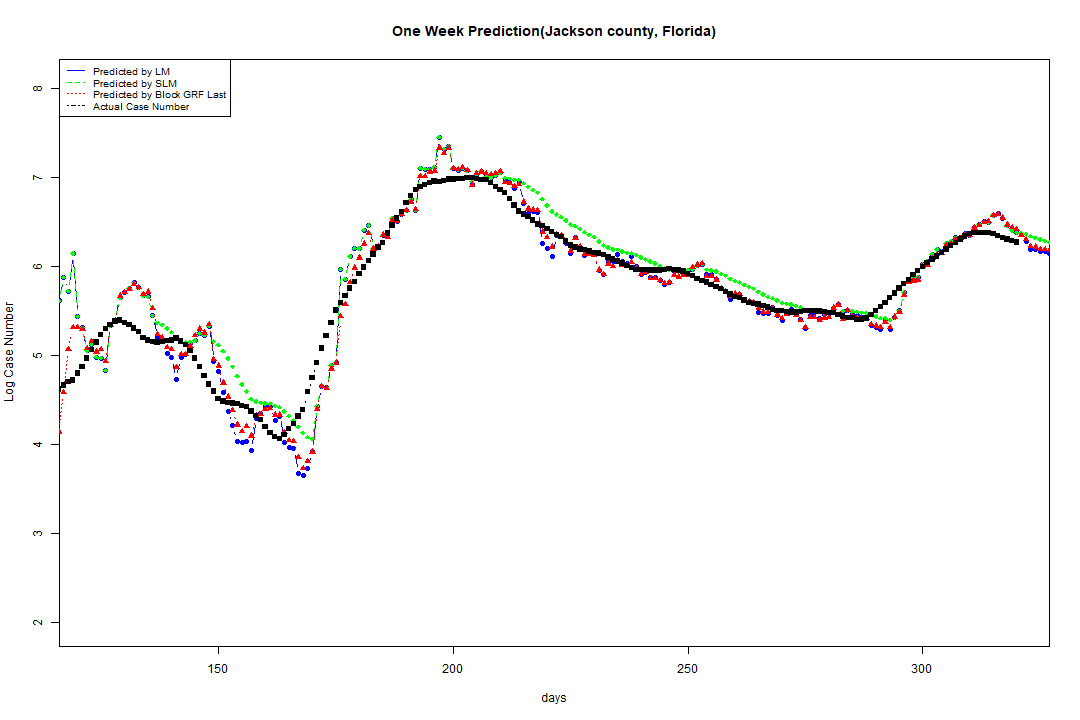 One Week Prediction(Jackson county, Florida)
Predicted by LM
Predicted by SLM
Predicted by Block GRF Last
Actual Case Number
8
7
6
5
4
3
2
Log Case Number
150 200 250 300
days